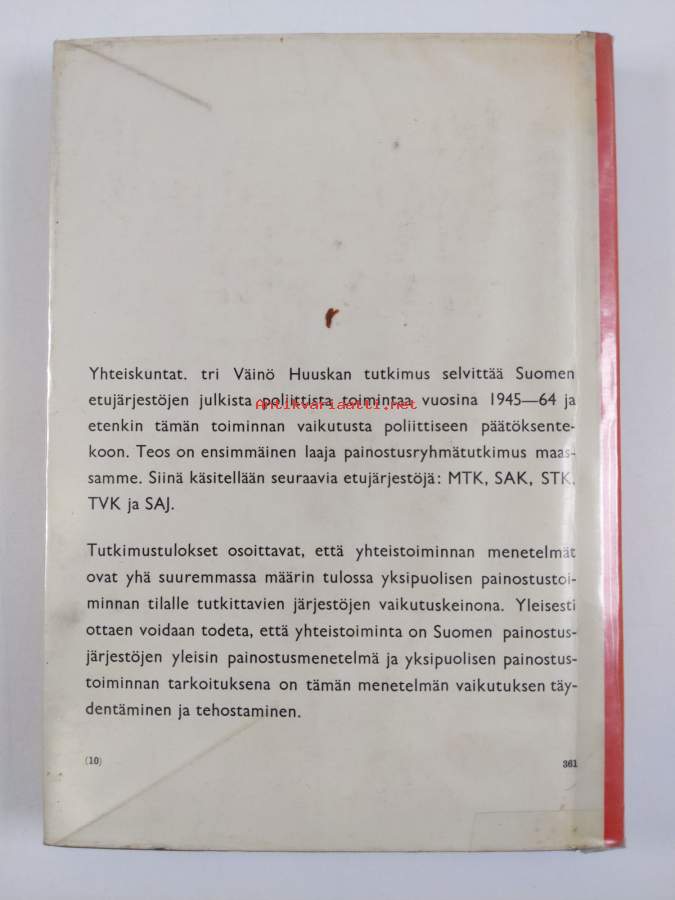 Yhteiskuntat. tri Väinö Huuskan tutkimus selvittää Suomen
etujärjestöjen julkista poliittista toimintaa vuosina 1945—64 ja
Antikvariaatti.net
etenkin tämän toiminnan vaikutusta poliittiseen päätöksente-
koon. Teos on ensimmäinen laaja painostusryhmätutkimus maas-
samme. Siinä käsitellään seuraavia etujärjestöjä: MTK, SAK, STK,
TVK ja SAJ.
Tutkimustulokset osoittavat, että yhteistoiminnan menetelmät
ovat yhä suuremmassa määrin tulossa yksipuolisen painostustoi-
minnan tilalle tutkittavien järjestöjen vaikutuskeinona. Yleisesti
ottaen voidaan todeta, että yhteistoiminta on Suomen painostus-
järjestöjen yleisin painostusmenetelmä ja yksipuolisen painostus-
toiminnan tarkoituksena on tämän menetelmän vaikutuksen täy-
dentäminen ja tehostaminen.
(10) 361